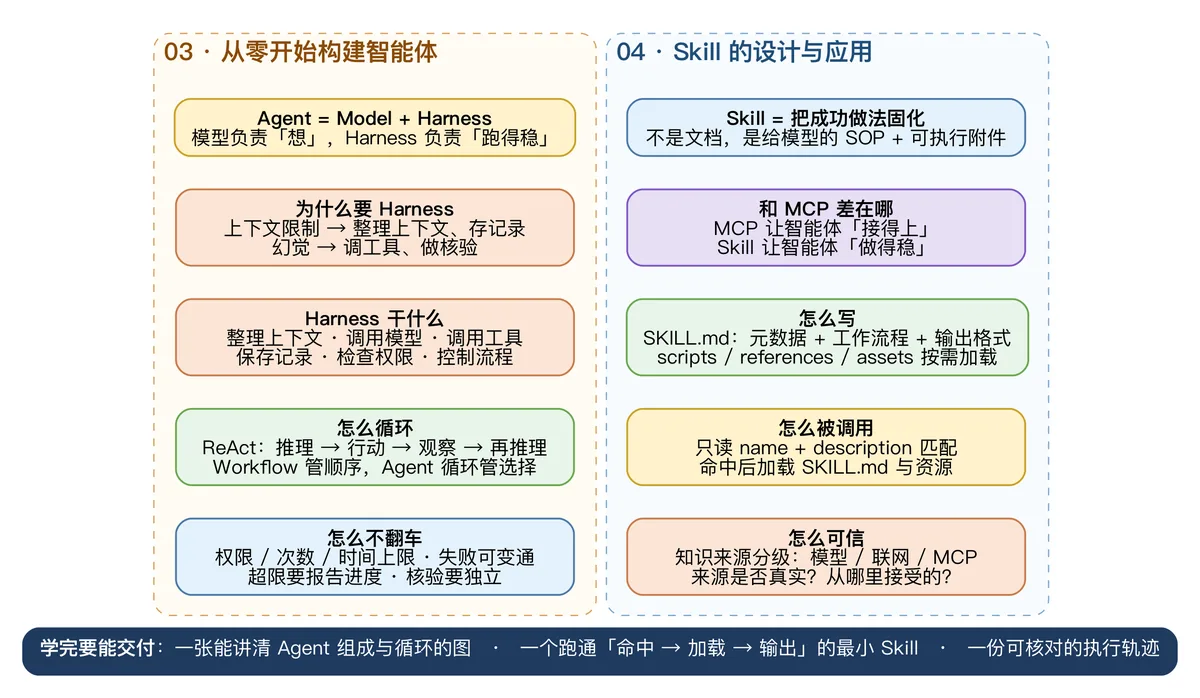 03 · 从零开始构建智能体
Agent = Model + Harness
模型负责「想」，Harness 负责「跑得稳」
为什么要 Harness
上下文限制 → 整理上下文、存记录
幻觉 → 调工具、做核验
Harness 干什么
整理上下文 · 调用模型 · 调用工具
保存记录 · 检查权限 · 控制流程
怎么循环
ReAct：推理 → 行动 → 观察 → 再推理
Workflow 管顺序，Agent 循环管选择
怎么不翻车
权限 / 次数 / 时间上限 · 失败可变通
超限要报告进度 · 核验要独立
04 · Skill 的设计与应用
Skill = 把成功做法固化
不是文档，是给模型的 SOP + 可执行附件
和 MCP 差在哪
MCP 让智能体「接得上」
Skill 让智能体「做得稳」
怎么写
SKILL.md：元数据 + 工作流程 + 输出格式
scripts / references / assets 按需加载
怎么被调用
只读 name + description 匹配
命中后加载 SKILL.md 与资源
怎么可信
知识来源分级：模型 / 联网 / MCP
来源是否真实？从哪里接受的？
学完要能交付：一张能讲清 Agent 组成与循环的图 · 一个跑通「命中 → 加载 → 输出」的最小 Skill · 一份可核对的执行轨迹